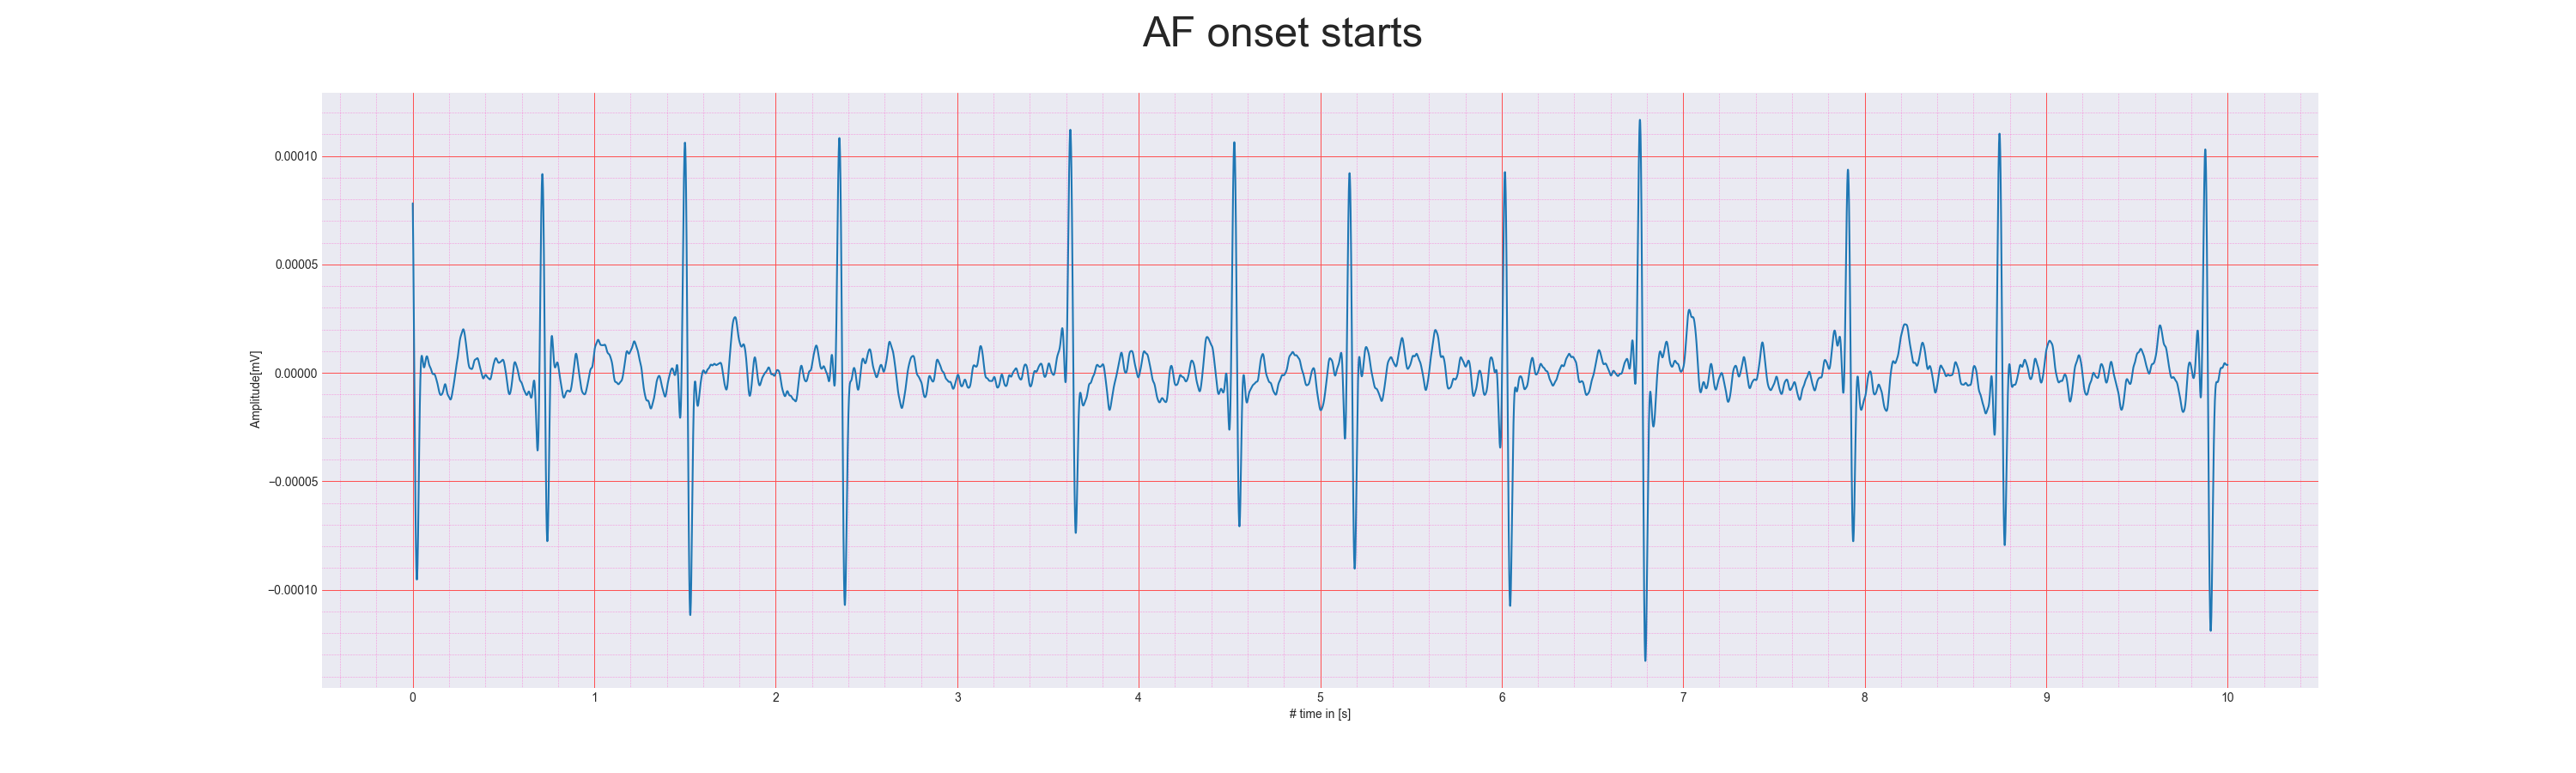 AF onset starts
0.00010
0.00005
0.00000
−0.00005
−0.00010
Amplitude[mV]
0 1 2 3 4 5 6 7 8 9 10
# time in [s]